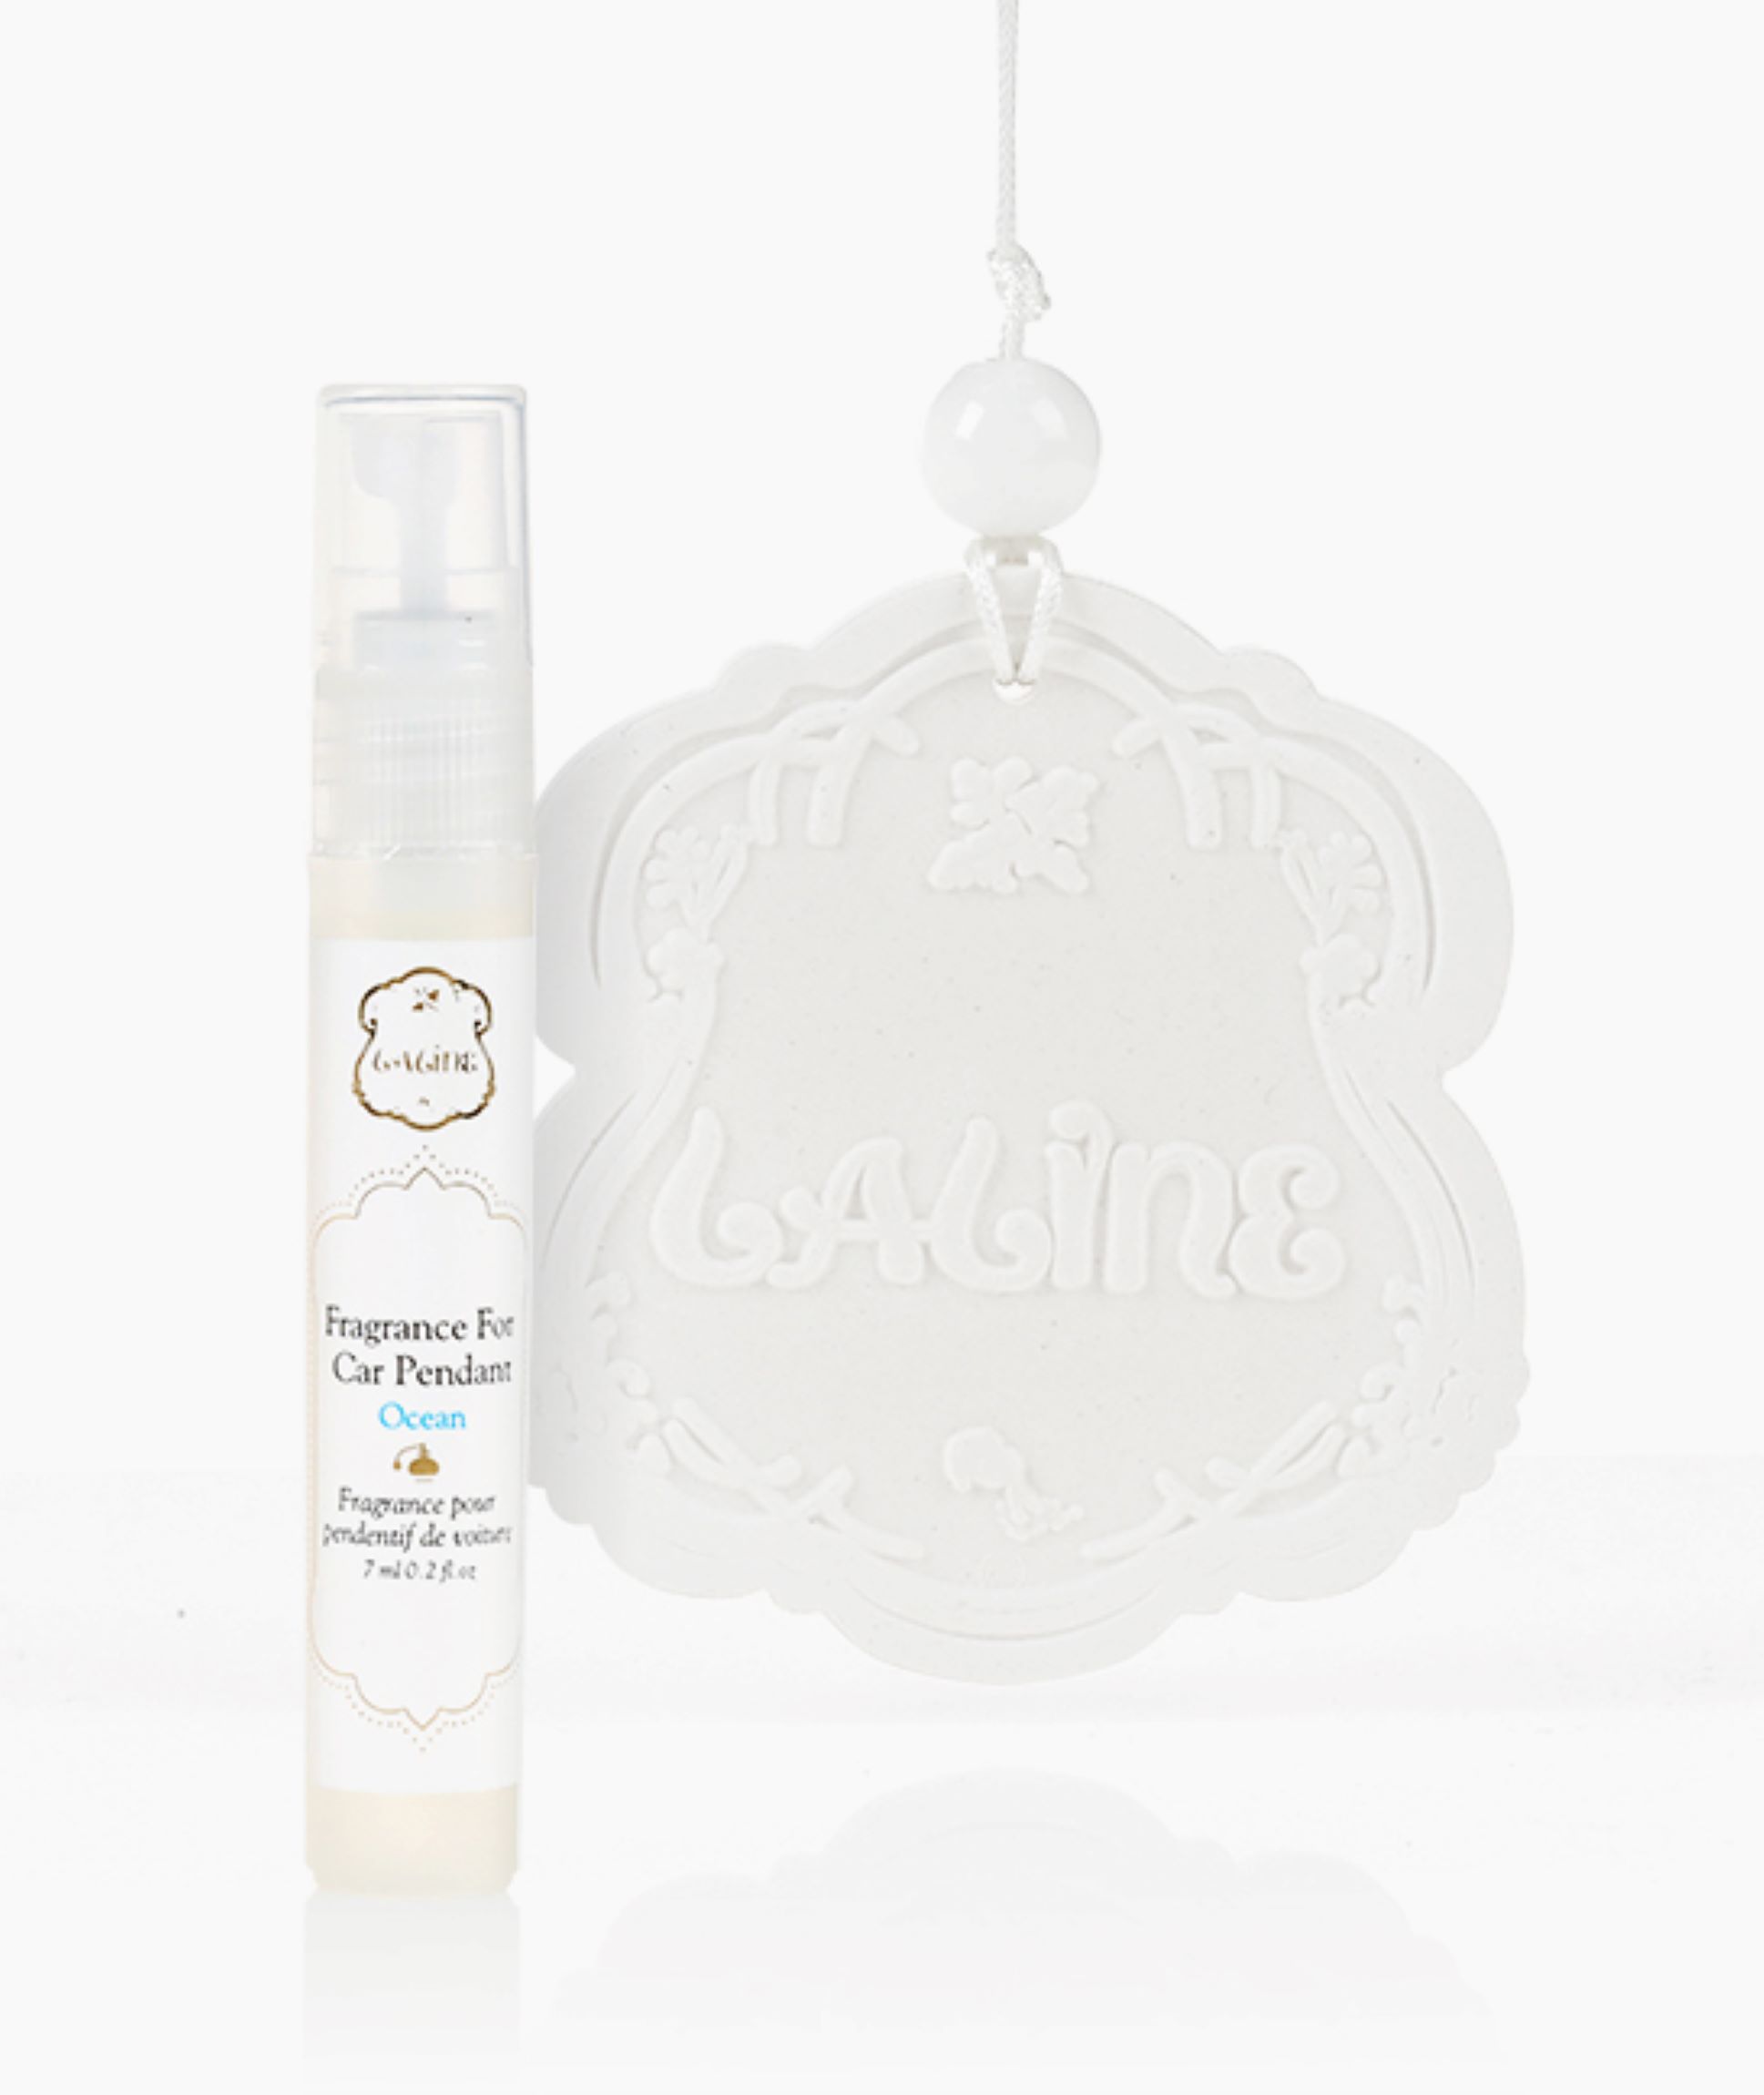 LALINE
Fragrance For
Car Pendant
Ocean
Fragrance pour
pendentif de voiture
7 ml 0.2 fl.oz
LALINE